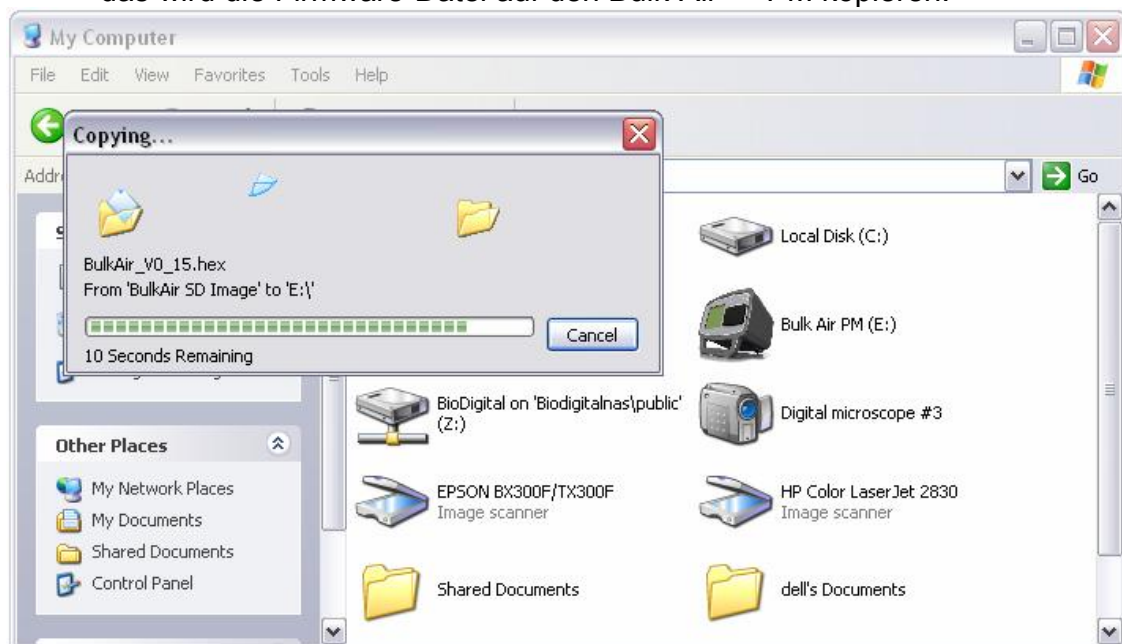 My Computer
File Edit View Favorites Tools Help
Copying...
Go
BulkAir_V0_15.hex
From 'BulkAir SD Image' to 'E:\'
10 Seconds Remaining
Cancel
Local Disk (C:)
Bulk Air PM (E:)
BioDigital on 'Biodigitalnas\public'
(Z:)
Digital microscope #3
Other Places
My Network Places
My Documents
Shared Documents
Control Panel
EPSON BX300F/TX300F
Image scanner
HP Color LaserJet 2830
Image scanner
Shared Documents
dell's Documents